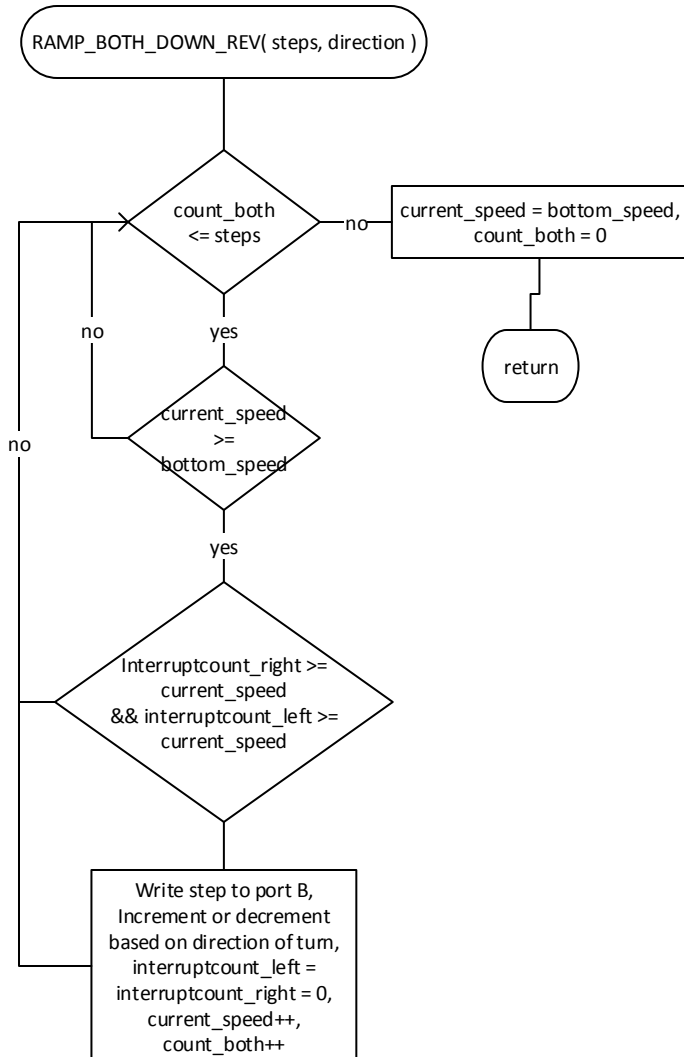 RAMP_BOTH_DOWN_REV( steps, direction )
count_both
<= steps
no
current_speed = bottom_speed,
count_both = 0
no
yes
return
current_speed
>=
bottom_speed
no
yes
Interruptcount_right >=
current_speed
&& interruptcount_left >=
current_speed
Write step to port B,
Increment or decrement
based on direction of turn,
interruptcount_left =
interruptcount_right = 0,
current_speed++,
count_both++